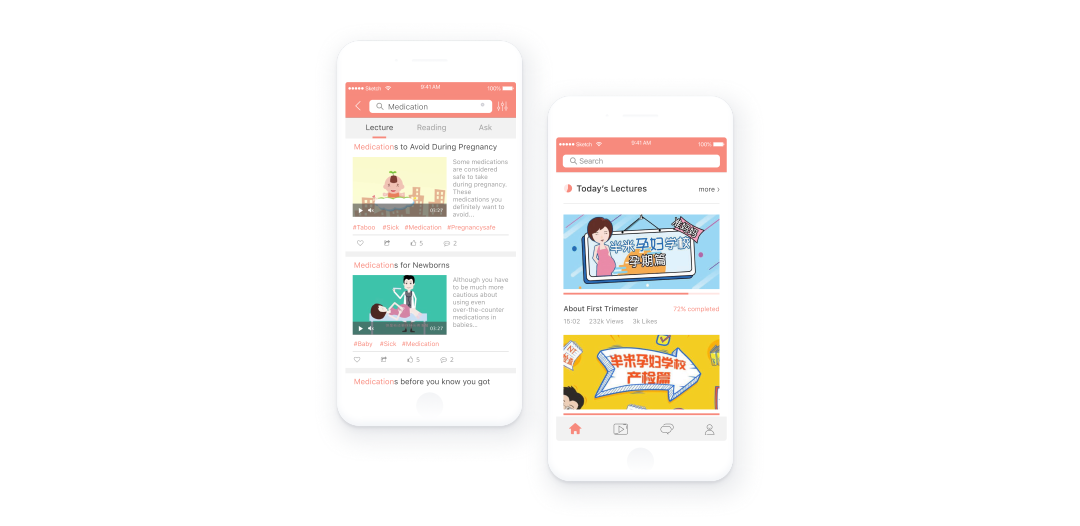 Sketch 9:41 AM 100%
Medication
Lecture Reading Ask
Medications to Avoid During Pregnancy
Some medications
are considered
safe to take
during pregnancy.
These
medications you
definitely want to
avoid...
03:27
#Taboo #Sick #Medication #Pregnancysafe
5 2
Medications for Newborns
Although you have
to be much more
cautious about
using even
over-the-counter
medications in
babies...
03:27
#Baby #Sick #Medication
5 2
Medications before you know you got
Sketch 9:41 AM 100%
Search
Today's Lectures more ›
半米孕妇学校
孕期篇
About First Trimester 72% completed
15:02 232k Views 3k Likes
NT
半米孕妇学校
产检篇